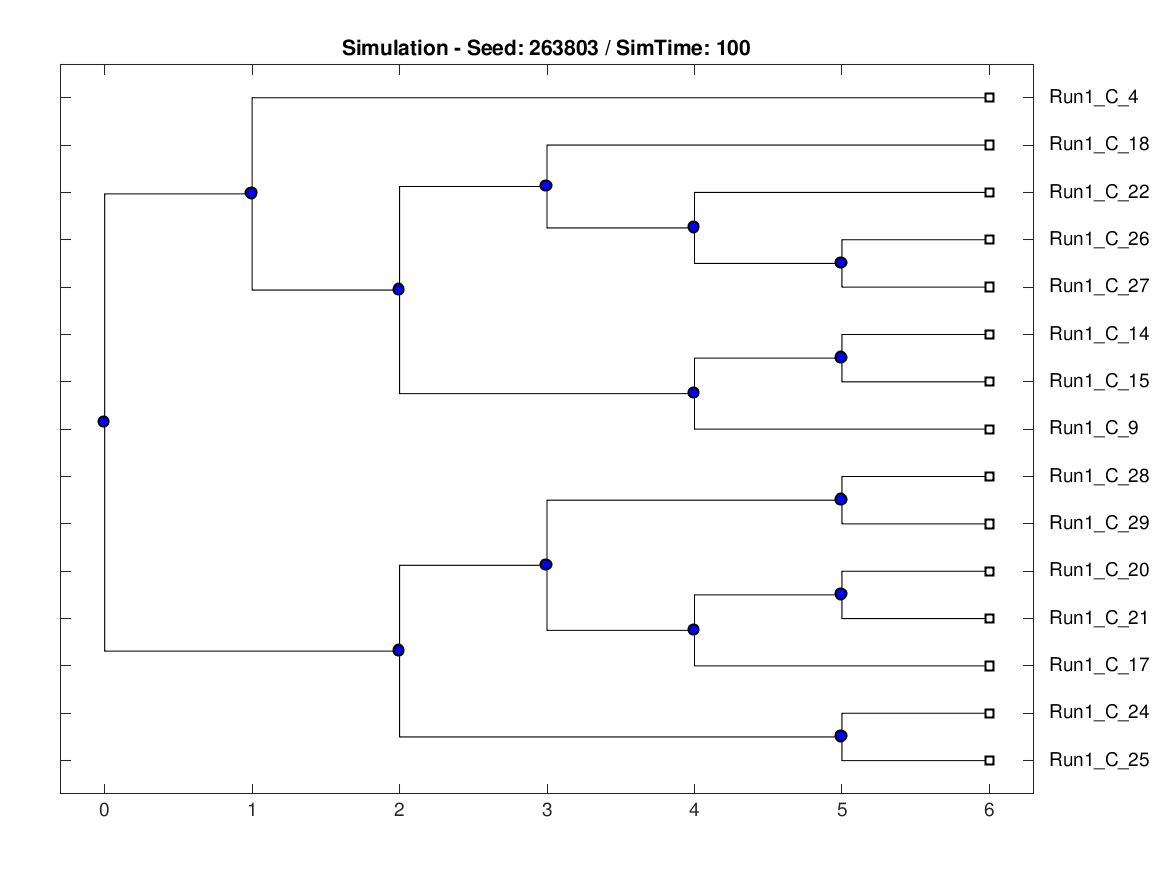 Simulation - Seed: 263803 / SimTime: 100
Run1_C_4
Run1_C_18
Run1_C_22
Run1_C_26
Run1_C_27
Run1_C_14
Run1_C_15
Run1_C_9
Run1_C_28
Run1_C_29
Run1_C_20
Run1_C_21
Run1_C_17
Run1_C_24
Run1_C_25
0 1 2 3 4 5 6